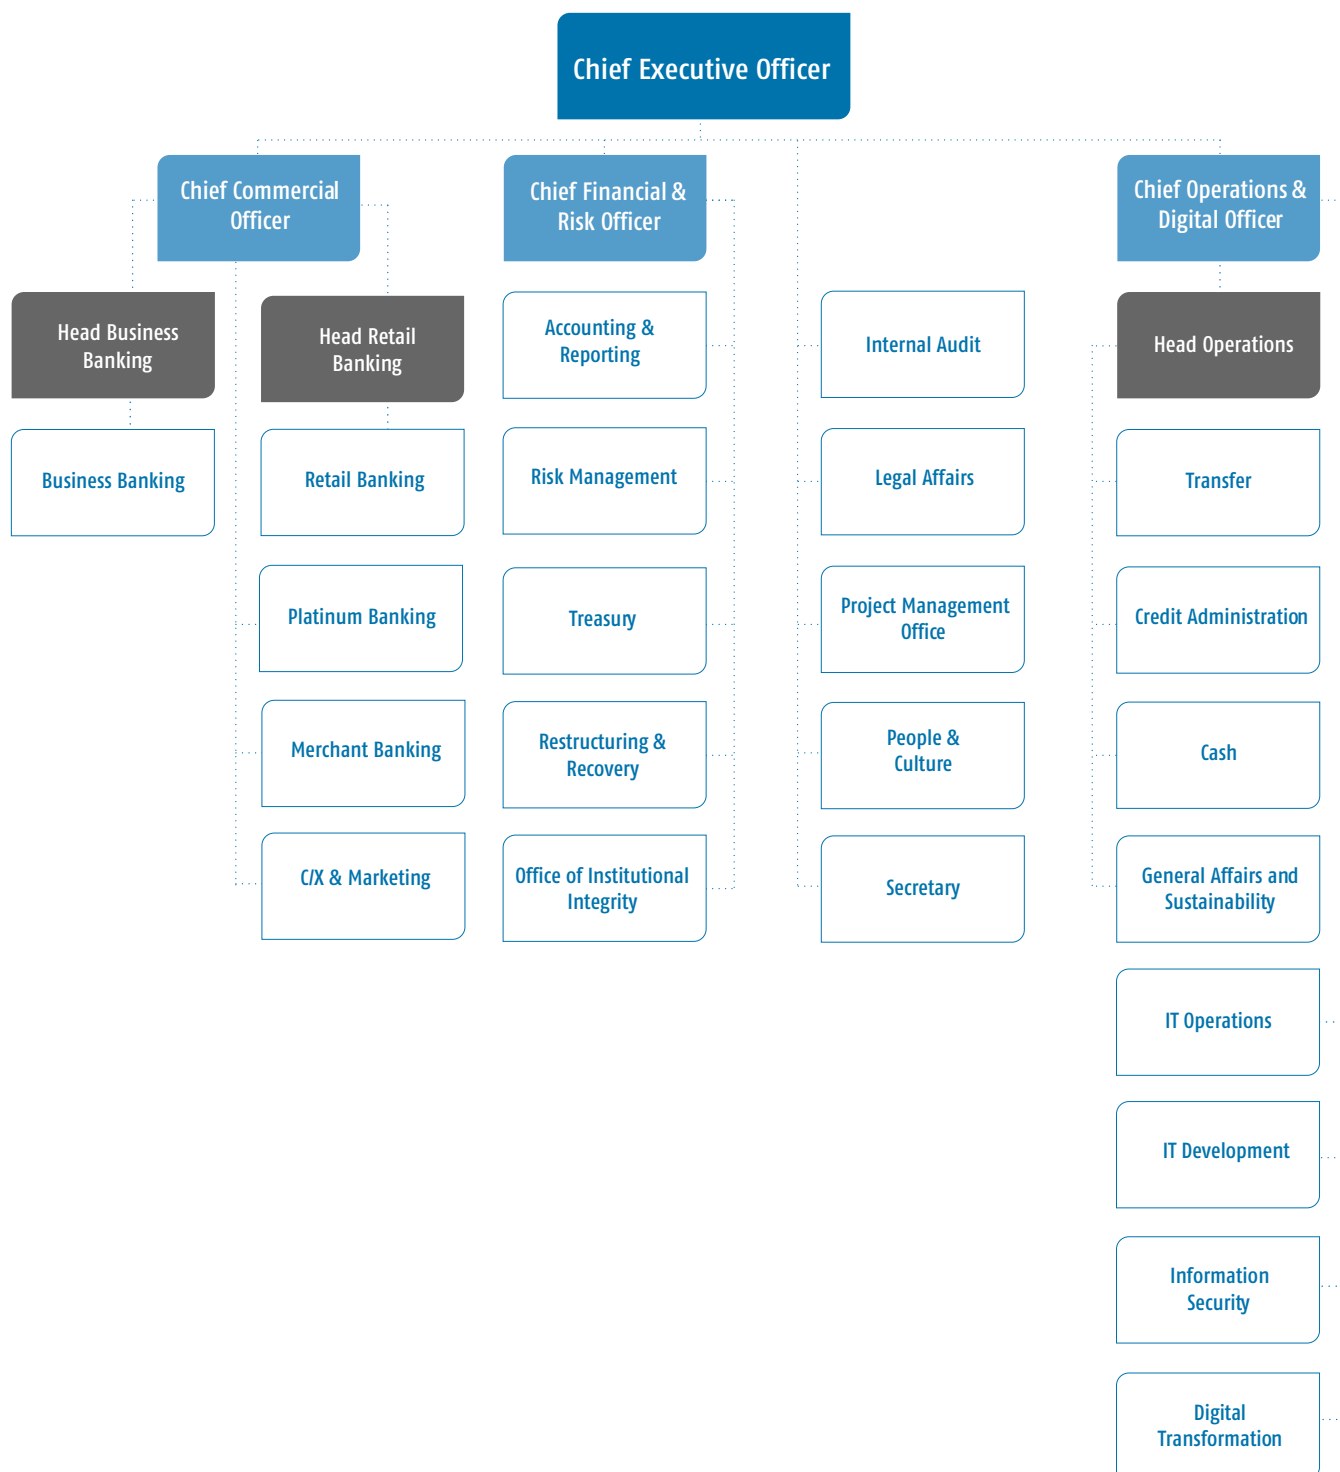 Chief Executive Officer
Chief Commercial
Officer
Chief Financial &
Risk Officer
Chief Operations &
Digital Officer
Head Business
Banking
Head Retail
Banking
Accounting &
Reporting
Internal Audit
Head Operations
Business Banking
Retail Banking
Risk Management
Legal Affairs
Transfer
Platinum Banking
Treasury
Project Management
Office
Credit Administration
Merchant Banking
Restructuring &
Recovery
People &
Culture
Cash
C/X & Marketing
Office of Institutional
Integrity
Secretary
General Affairs and
Sustainability
IT Operations
IT Development
Information
Security
Digital
Transformation